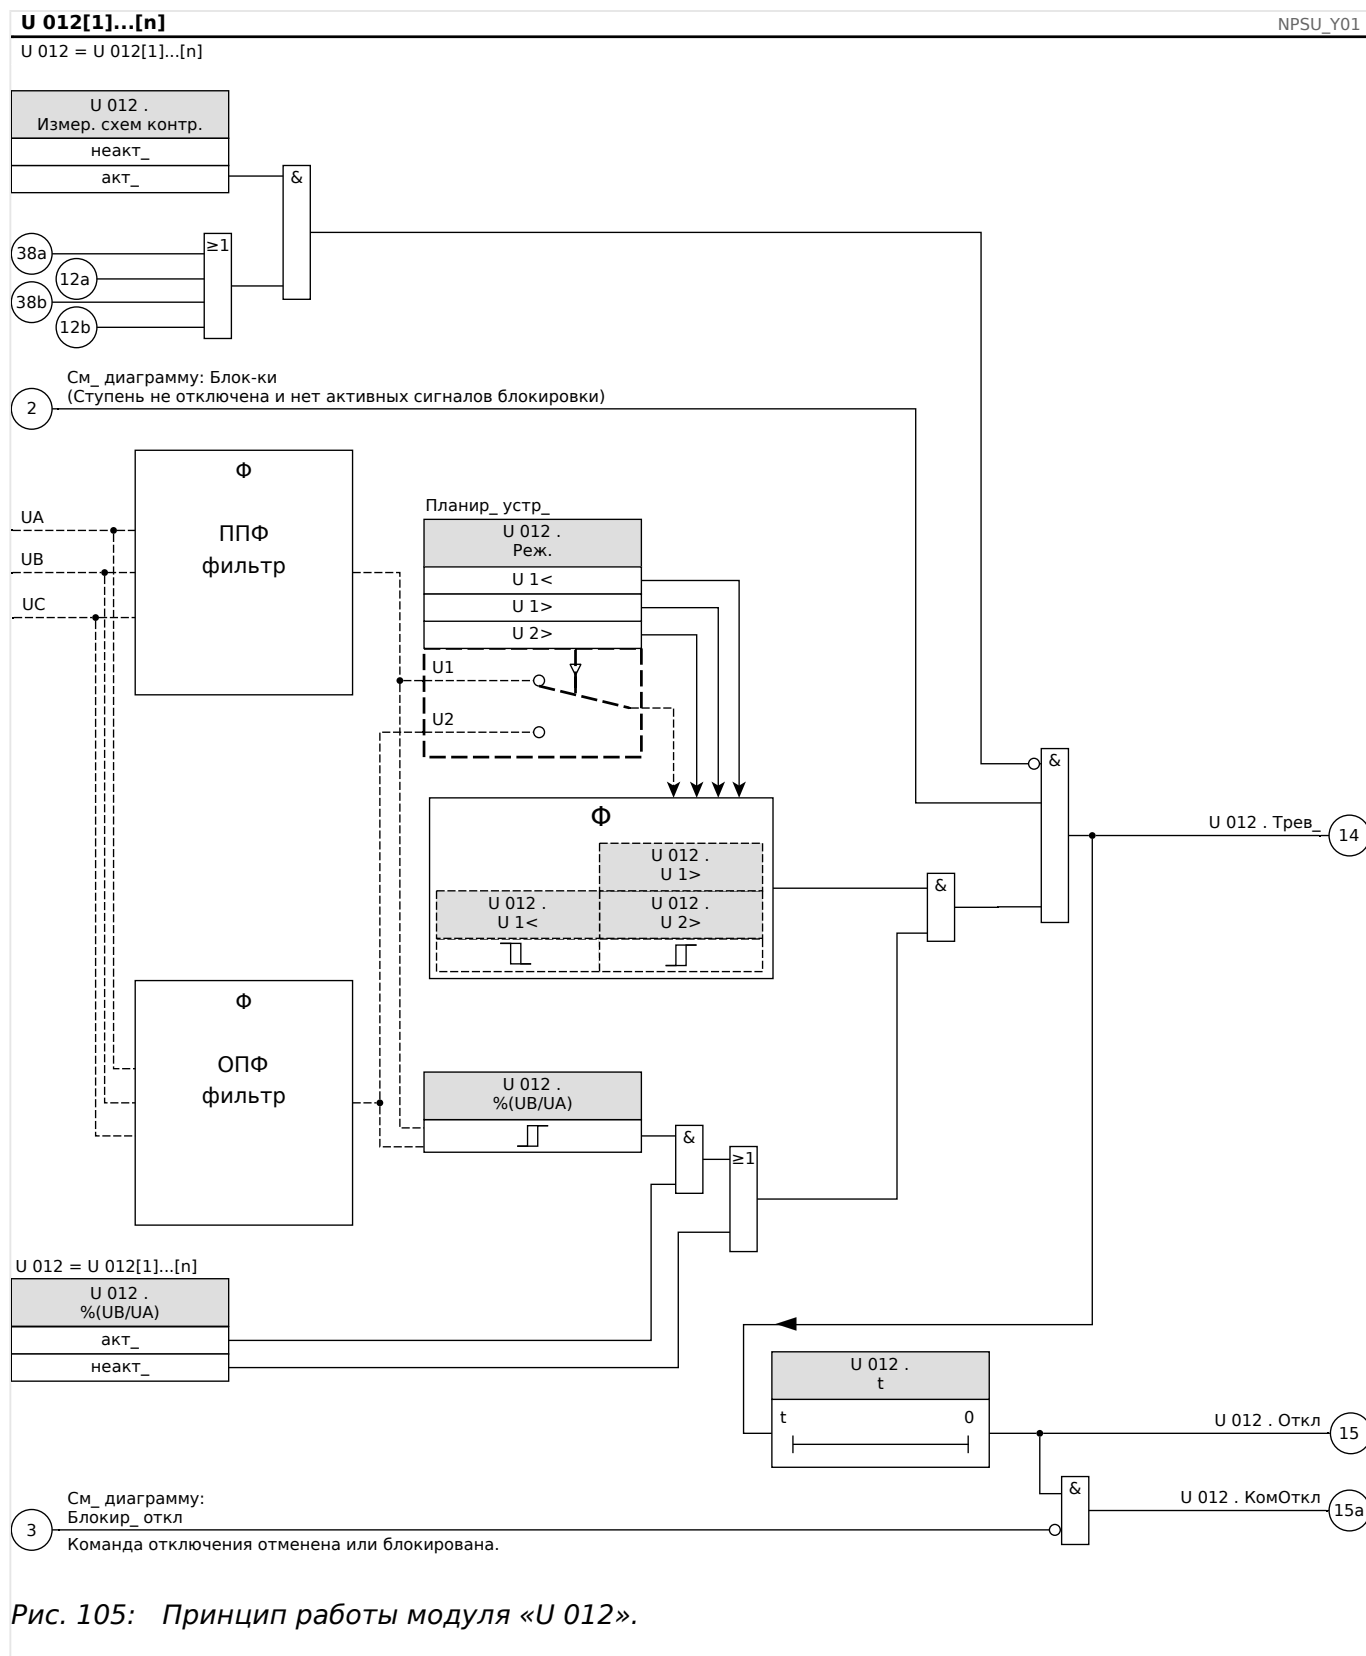 U 012[1]...[n]
NPSU_Y01
U 012 = U 012[1]...[n]
U 012 .
Измер. схем контр.
неакт_
акт_
&
38a
≥1
12a
38b
12b
См_ диаграмму: Блок-ки
(Ступень не отключена и нет активных сигналов блокировки)
2
Ф
ППФ
фильтр
UA
UB
UC
Планир_ устр_
U 012 .
Реж.
U 1<
U 1>
U 2>
U1
U2
&
Ф
U 012 .
U 1>
U 012 .
U 1<
U 012 .
U 2>
&
U 012 . Трев_
14
Ф
ОПФ
фильтр
U 012 .
%(UB/UA)
&
≥1
U 012 = U 012[1]...[n]
U 012 .
%(UB/UA)
акт_
неакт_
U 012 .
t
t
0
U 012 . Откл
15
&
U 012 . КомОткл
15a
См_ диаграмму:
Блокир_ откл
3
Команда отключения отменена или блокирована.
Рис. 105: Принцип работы модуля «U 012».